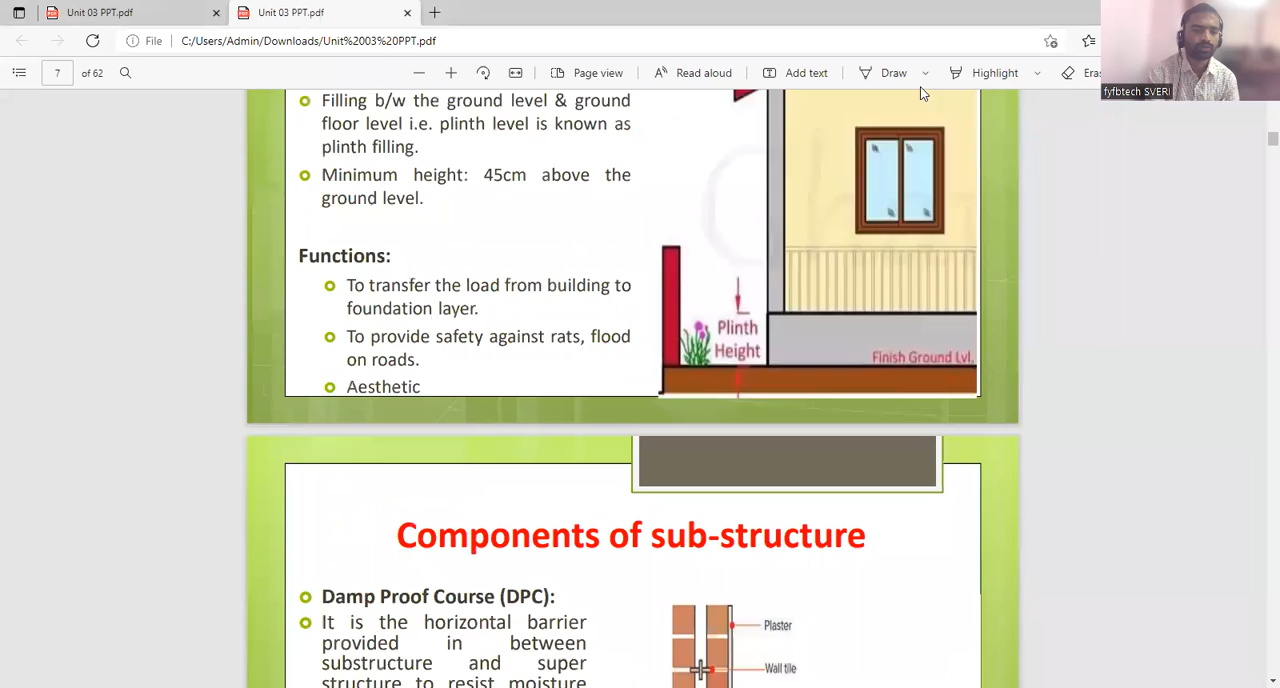 Unit 03 PPT.pdf
Unit 03 PPT.pdf
File
C:/Users/Admin/Downloads/Unit%2003%20PPT.pdf
7
of 62
Page view
Read aloud
Add text
Draw
Highlight
Eras
fyfbtech SVERI
Filling b/w the ground level & ground
floor level i.e. plinth level is known as
plinth filling.
Minimum height: 45cm above the
ground level.
Functions:
To transfer the load from building to
foundation layer.
To provide safety against rats, flood
on roads.
Aesthetic
Plinth
Height
Finish Ground Lvl.
Components of sub-structure
Damp Proof Course (DPC):
It is the horizontal barrier
provided in between
substructure and super
structure to resist moisture
Plaster
Wall tile